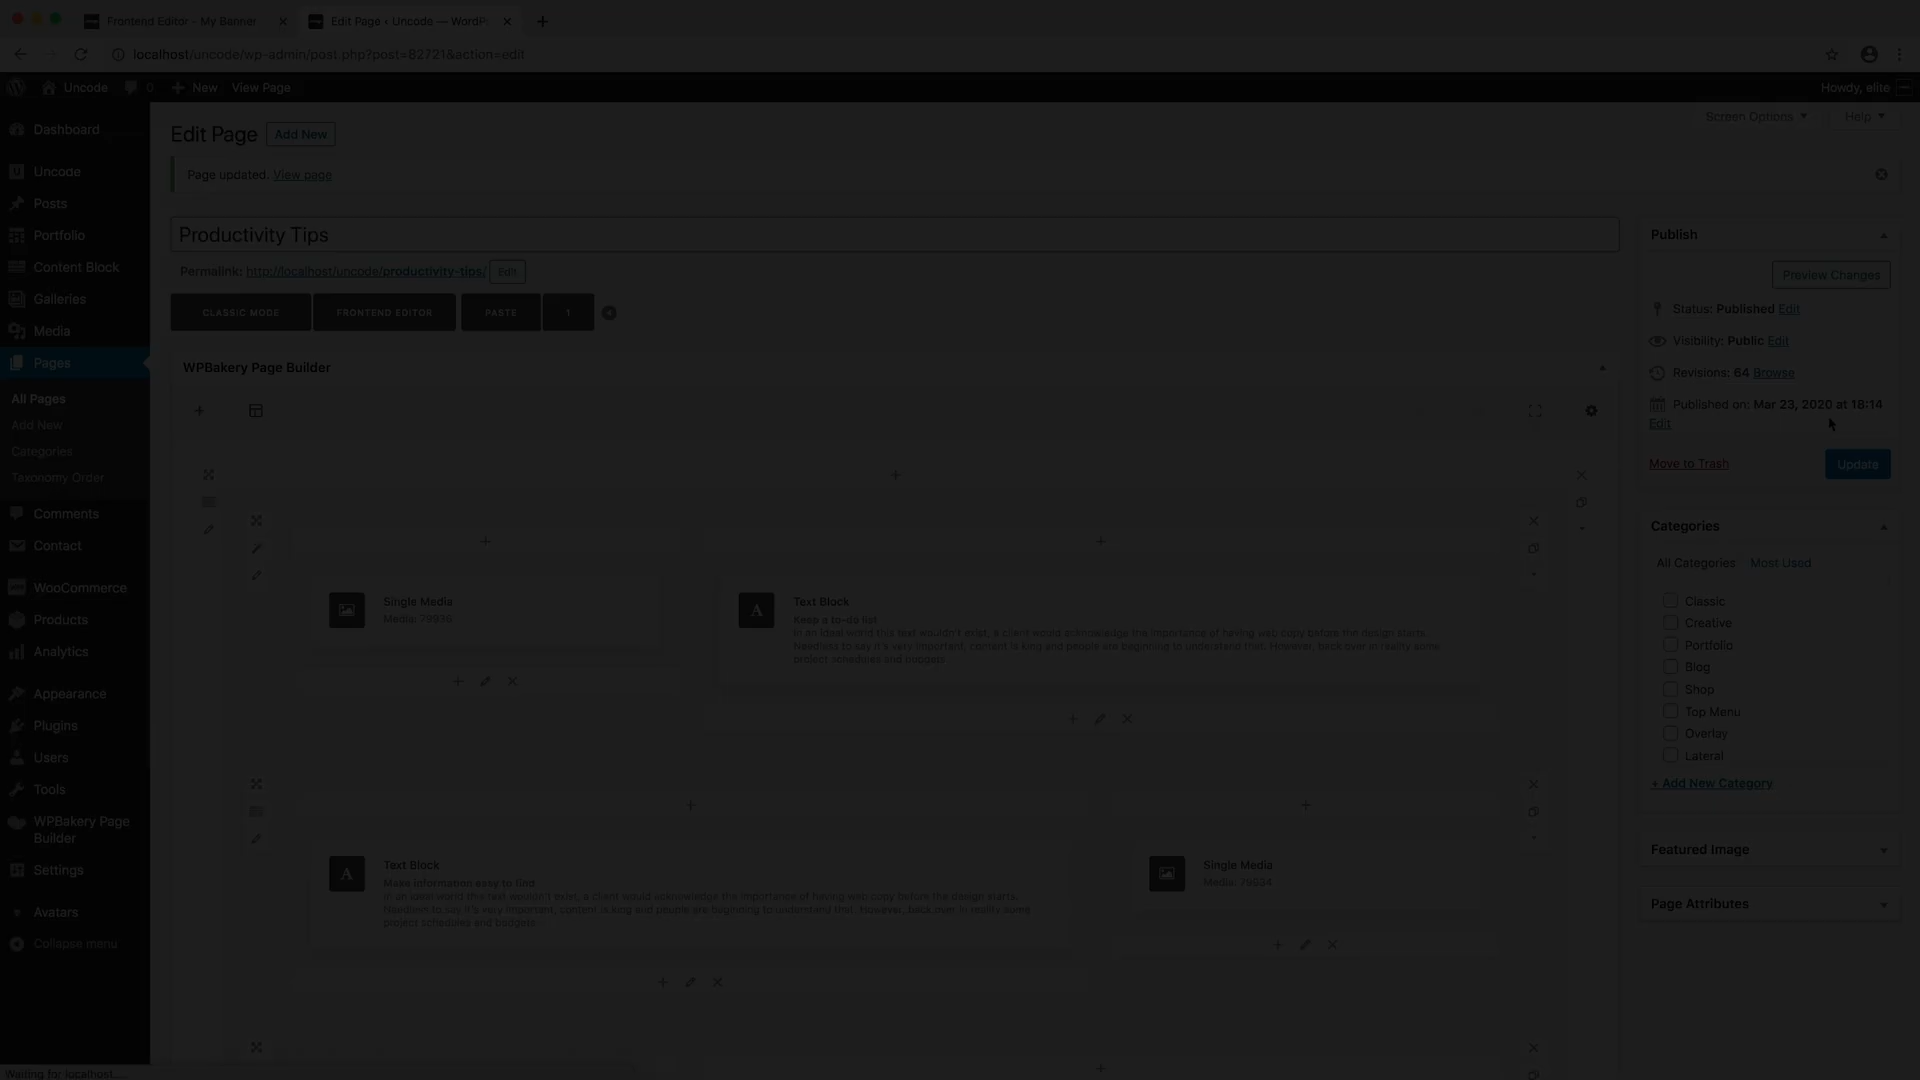 Frontend Editor - My Banner
Edit Page ‹ Uncode — WordPr
localhost/uncode/wp-admin/post.php?post=82721&action=edit
Uncode
0
New
View Page
Howdy, elite
Dashboard
Uncode
Posts
Portfolio
Content Block
Galleries
Media
Pages
All Pages
Add New
Categories
Taxonomy Order
Comments
Contact
WooCommerce
Products
Analytics
Appearance
Plugins
Users
Tools
WPBakery Page
Builder
Settings
Avatars
Collapse menu
Waiting for localhost...
Screen Options
Help
Edit Page
Add New
Page updated. View page
Productivity Tips
Permalink: http://localhost/uncode/productivity-tips/ Edit
CLASSIC MODE
FRONTEND EDITOR
PASTE
1
WPBakery Page Builder
Single Media
Media: 79936
Text Block
Keep a to-do list
In an ideal world this text wouldn't exist, a client would acknowledge the importance of having web copy before the design starts.
Needless to say it's very important, content is king and people are beginning to understand that. However, back over in reality some
project schedules and budgets
Text Block
Make information easy to find
In an ideal world this text wouldn't exist, a client would acknowledge the importance of having web copy before the design starts.
Needless to say it's very important, content is king and people are beginning to understand that. However, back over in reality some
project schedules and budgets
Single Media
Media: 79934
Publish
Preview Changes
Status: Published Edit
Visibility: Public Edit
Revisions: 64 Browse
Published on: Mar 23, 2020 at 18:14
Edit
Move to Trash
Update
Categories
All Categories
Most Used
Classic
Creative
Portfolio
Blog
Shop
Top Menu
Overlay
Lateral
+ Add New Category
Featured Image
Page Attributes